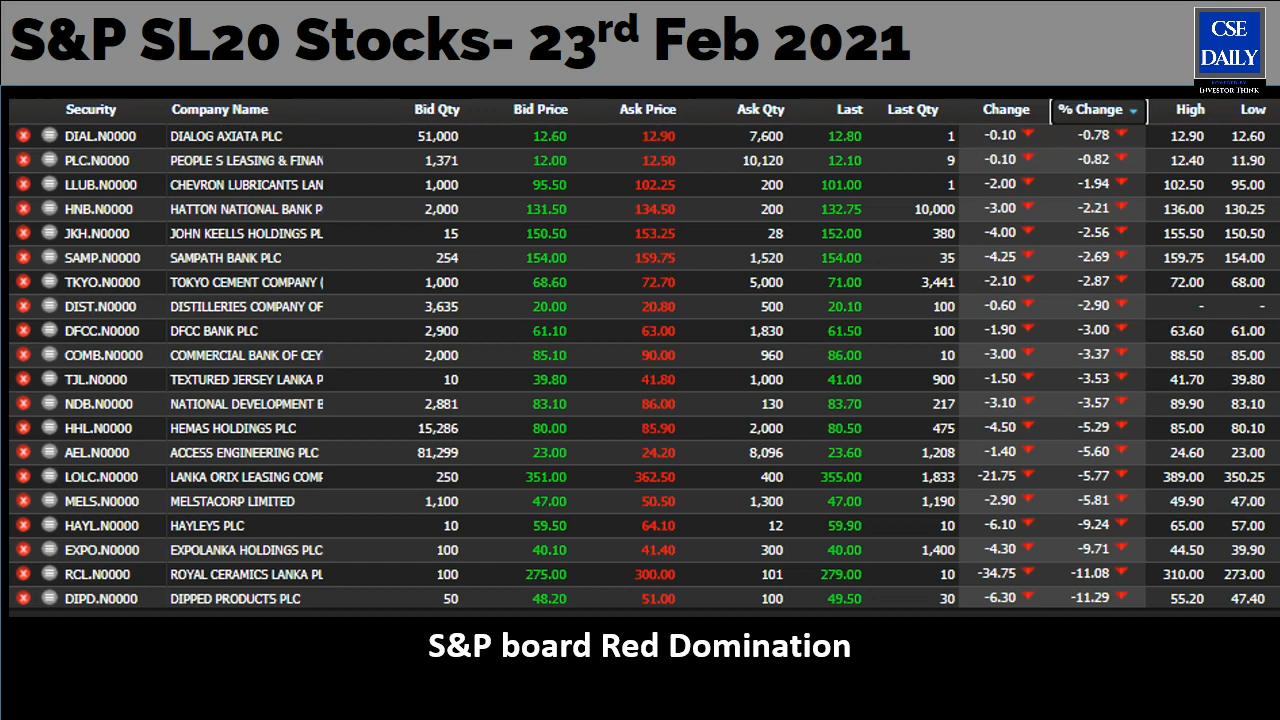 S&P SL20 Stocks- 23rd Feb 2021
CSE
DAILY
POWERED BY
INVESTOR THINK
Security Company Name Bid Qty Bid Price Ask Price Ask Qty Last Last Qty Change % Change High Low
DIAL.N0000 DIALOG AXIATA PLC 51,000 12.60 12.90 7,600 12.80 1 -0.10 -0.78 12.90 12.60
PLC.N0000 PEOPLE S LEASING & FINAN 1,371 12.00 12.50 10,120 12.10 9 -0.10 -0.82 12.40 11.90
LLUB.N0000 CHEVRON LUBRICANTS LAN 1,000 95.50 102.25 200 101.00 1 -2.00 -1.94 102.50 95.00
HNB.N0000 HATTON NATIONAL BANK P 2,000 131.50 134.50 200 132.75 10,000 -3.00 -2.21 136.00 130.25
JKH.N0000 JOHN KEELLS HOLDINGS PL 15 150.50 153.25 28 152.00 380 -4.00 -2.56 155.50 150.50
SAMP.N0000 SAMPATH BANK PLC 254 154.00 159.75 1,520 154.00 35 -4.25 -2.69 159.75 154.00
TKYO.N0000 TOKYO CEMENT COMPANY ( 1,000 68.60 72.70 5,000 71.00 3,441 -2.10 -2.87 72.00 68.00
DIST.N0000 DISTILLERIES COMPANY OF 3,635 20.00 20.80 500 20.10 100 -0.60 -2.90 - -
DFCC.N0000 DFCC BANK PLC 2,900 61.10 63.00 1,830 61.50 100 -1.90 -3.00 63.60 61.00
COMB.N0000 COMMERCIAL BANK OF CEY 2,000 85.10 90.00 960 86.00 10 -3.00 -3.37 88.50 85.00
TJL.N0000 TEXTURED JERSEY LANKA P 10 39.80 41.80 1,000 41.00 900 -1.50 -3.53 41.70 39.80
NDB.N0000 NATIONAL DEVELOPMENT B 2,881 83.10 86.00 130 83.70 217 -3.10 -3.57 89.90 83.10
HHL.N0000 HEMAS HOLDINGS PLC 15,286 80.00 85.90 2,000 80.50 475 -4.50 -5.29 85.00 80.10
AEL.N0000 ACCESS ENGINEERING PLC 81,299 23.00 24.20 8,096 23.60 1,208 -1.40 -5.60 24.60 23.00
LOLC.N0000 LANKA ORIX LEASING COMP 250 351.00 362.50 400 355.00 1,833 -21.75 -5.77 389.00 350.25
MELS.N0000 MELSTACORP LIMITED 1,100 47.00 50.50 1,300 47.00 1,190 -2.90 -5.81 49.90 47.00
HAYL.N0000 HAYLEYS PLC 10 59.50 64.10 12 59.90 10 -6.10 -9.24 65.00 57.00
EXPO.N0000 EXPOLANKA HOLDINGS PLC 100 40.10 41.40 300 40.00 1,400 -4.30 -9.71 44.50 39.90
RCL.N0000 ROYAL CERAMICS LANKA PL 100 275.00 300.00 101 279.00 10 -34.75 -11.08 310.00 273.00
DIPD.N0000 DIPPED PRODUCTS PLC 50 48.20 51.00 100 49.50 30 -6.30 -11.29 55.20 47.40
S&P board Red Domination